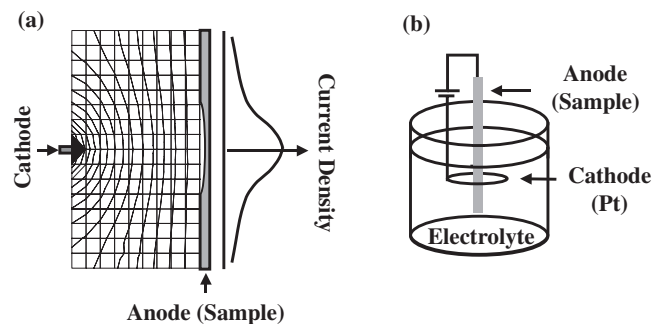 (a)
Cathode
Current Density
Anode (Sample)
(b)
Anode
(Sample)
Cathode
(Pt)
Electrolyte